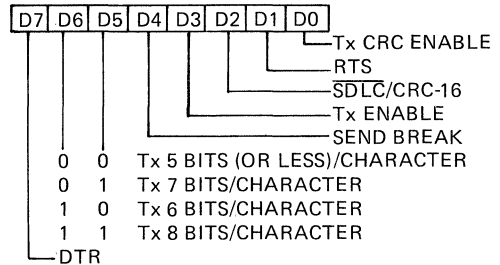 D7 D6 D5 D4 D3 D2 D1 D0
Tx CRC ENABLE
RTS
SDLC/CRC-16
Tx ENABLE
SEND BREAK
0 0 Tx 5 BITS (OR LESS)/CHARACTER
0 1 Tx 7 BITS/CHARACTER
1 0 Tx 6 BITS/CHARACTER
1 1 Tx 8 BITS/CHARACTER
DTR